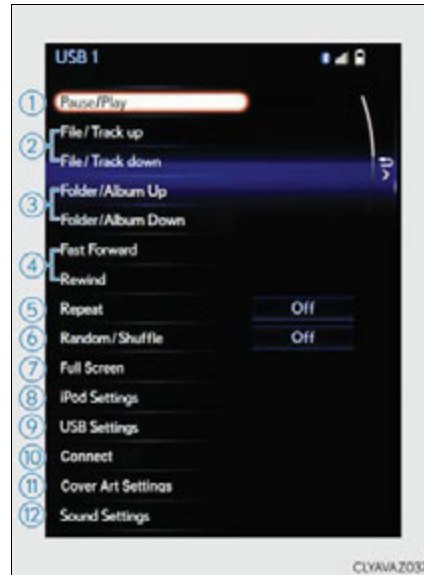 USB 1
① Pause/Play
② File/Track up
File/Track down
③ Folder/Album Up
Folder/Album Down
④ Fast Forward
Rewind
⑤ Repeat Off
⑥ Random/Shuffle Off
⑦ Full Screen
⑧ iPod Settings
⑨ USB Settings
⑩ Connect
⑪ Cover Art Settings
⑫ Sound Settings
CLYAVAZ037